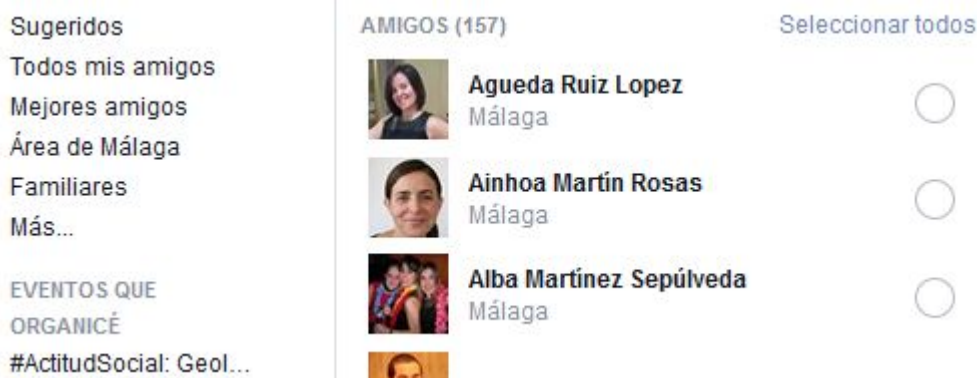 Sugeridos
Todos mis amigos
Mejores amigos
Área de Málaga
Familiares
Más...
EVENTOS QUE
ORGANICÉ
#ActitudSocial: Geol...
AMIGOS (157)
Seleccionar todos
Agueda Ruiz Lopez
Málaga
Ainhoa Martín Rosas
Málaga
Alba Martínez Sepúlveda
Málaga